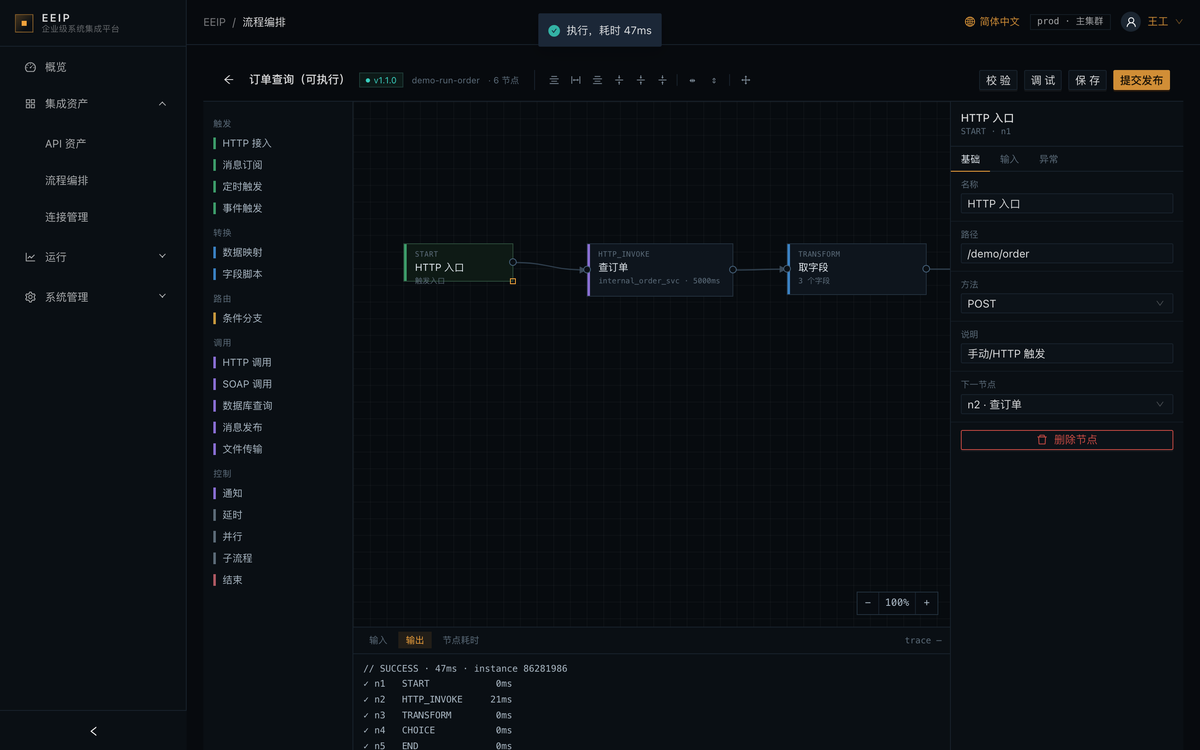 EEIP
企业级系统集成平台
概览
集成资产
API 资产
流程编排
连接管理
运行
系统管理
EEIP / 流程编排
执行，耗时 47ms
简体中文
prod · 主集群
王工
订单查询（可执行）
v1.1.0
demo-run-order · 6 节点
校 验
调 试
保 存
提交发布
触发
HTTP 接入
消息订阅
定时触发
事件触发
转换
数据映射
字段脚本
路由
条件分支
调用
HTTP 调用
SOAP 调用
数据库查询
消息发布
文件传输
控制
通知
延时
并行
子流程
结束
START
HTTP 入口
触发入口
HTTP_INVOKE
查订单
internal_order_svc · 5000ms
TRANSFORM
取字段
3 个字段
− 100% +
输入 输出 节点耗时
trace —
// SUCCESS · 47ms · instance 86281986
✓ n1 START 0ms
✓ n2 HTTP_INVOKE 21ms
✓ n3 TRANSFORM 0ms
✓ n4 CHOICE 0ms
✓ n5 END 0ms
HTTP 入口
START · n1
基础 输入 异常
名称
HTTP 入口
路径
/demo/order
方法
POST
说明
手动/HTTP 触发
下一节点
n2 · 查订单
删除节点